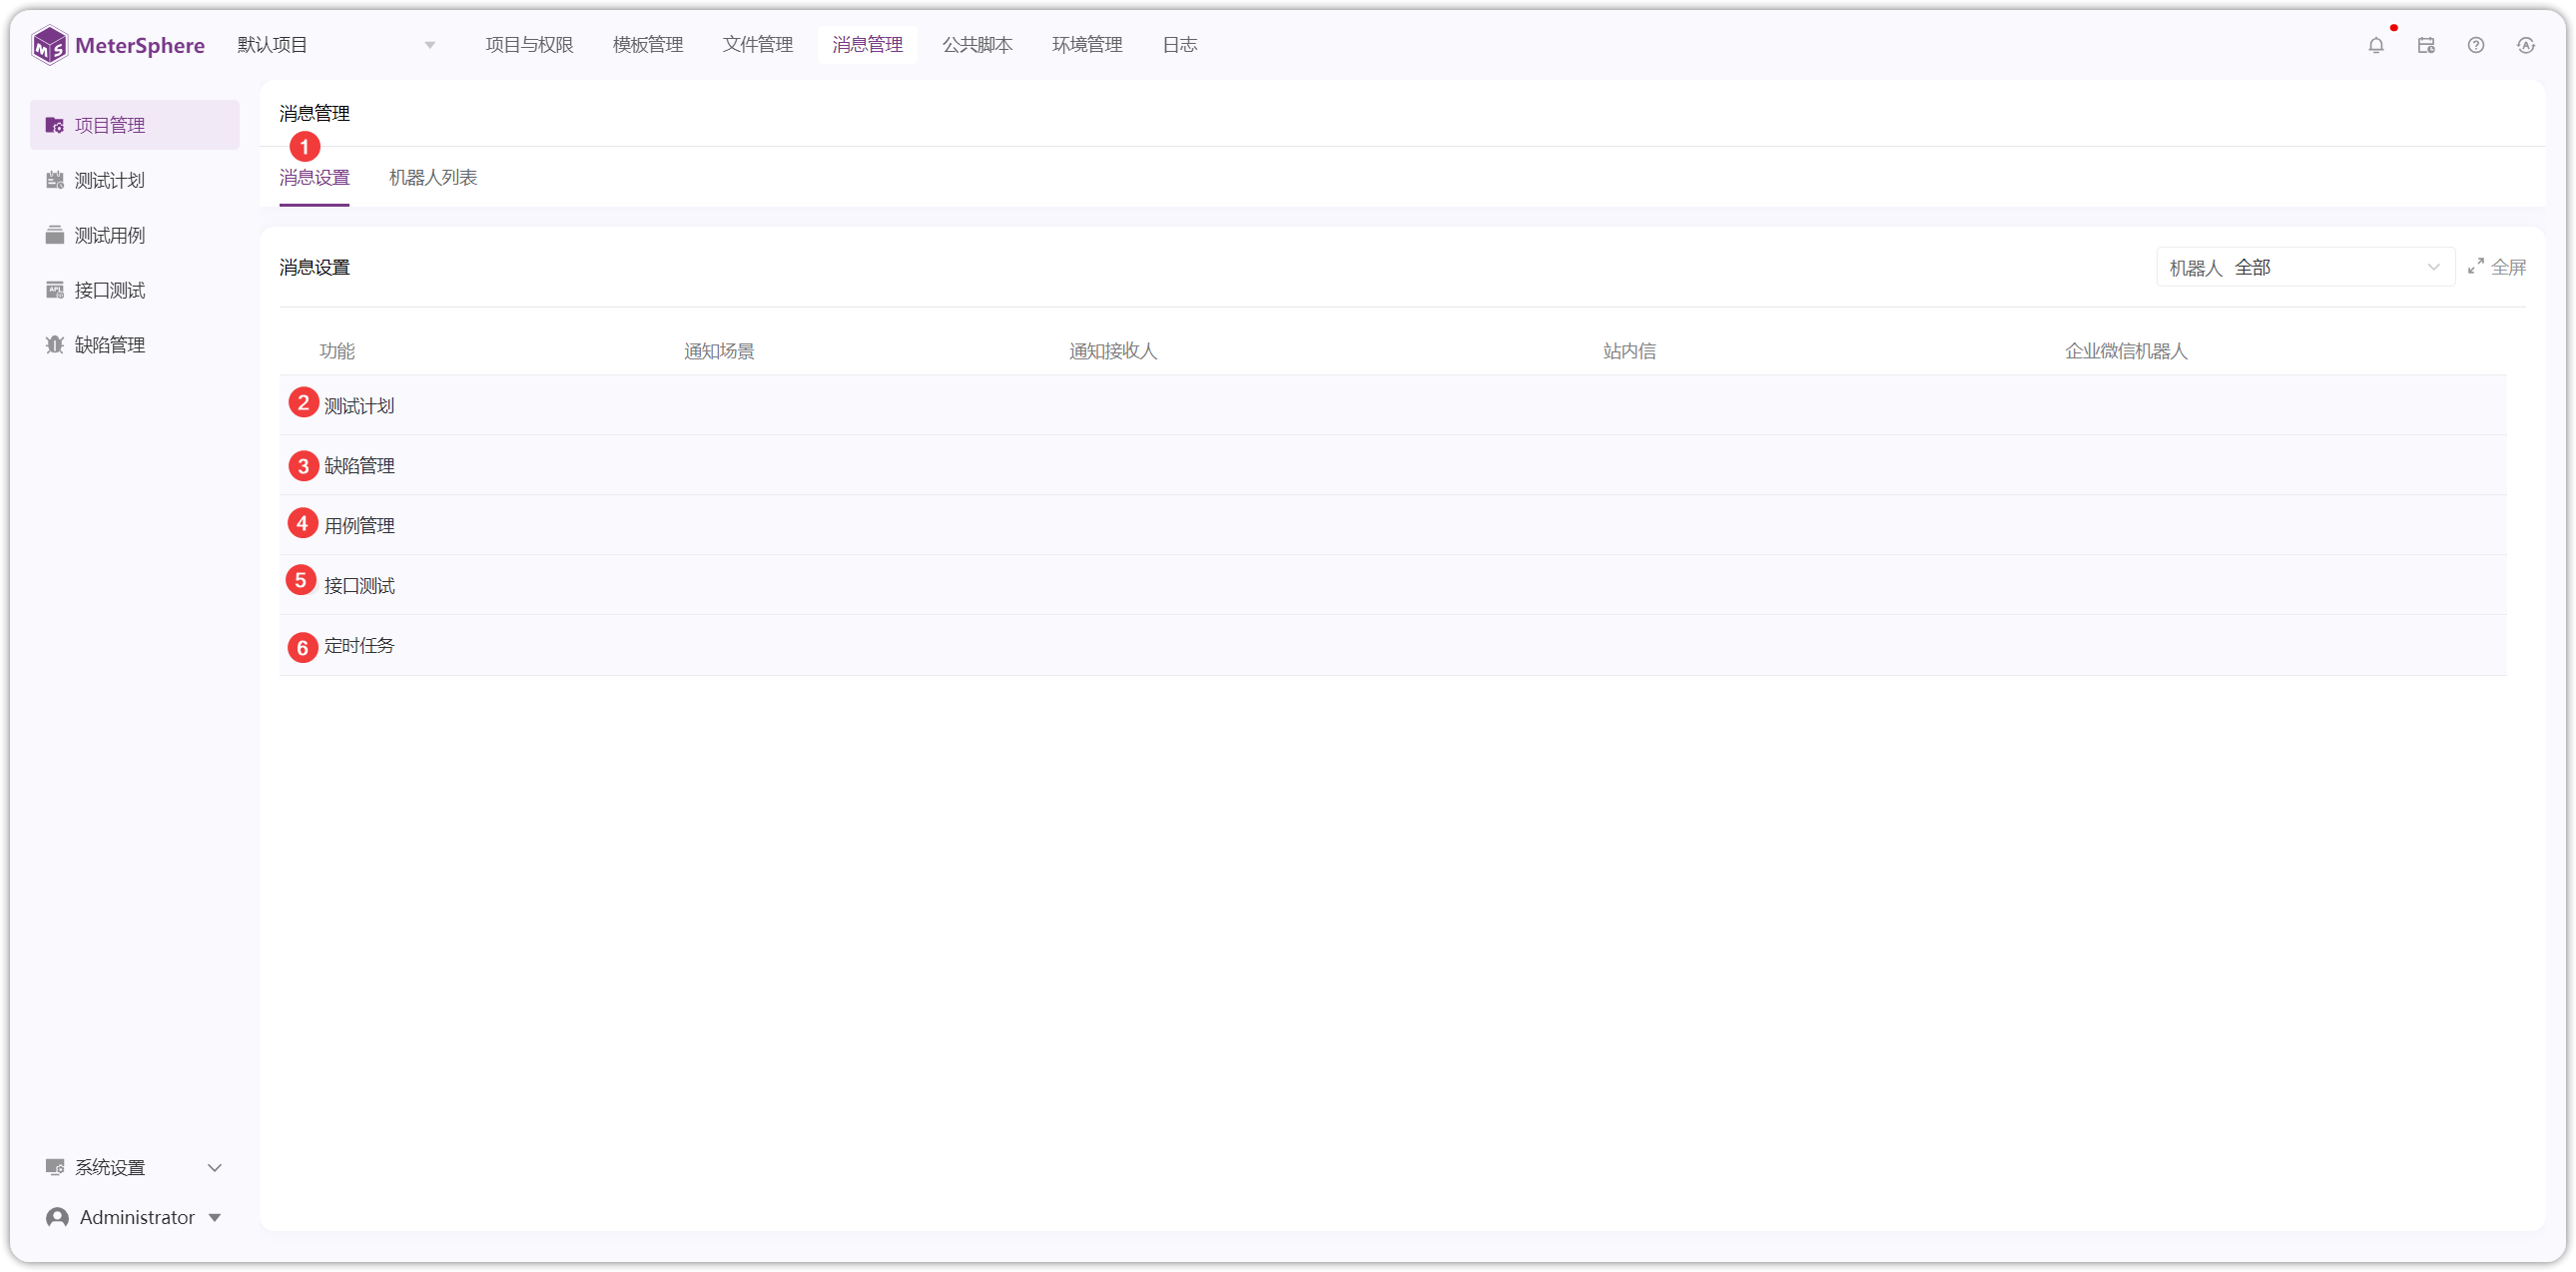 MeterSphere 默认项目 项目与权限 模板管理 文件管理 消息管理 公共脚本 环境管理 日志
项目管理
测试计划
测试用例
接口测试
缺陷管理
系统设置
Administrator
消息管理
1
消息设置 机器人列表
消息设置 机器人 全部 全屏
功能 通知场景 通知接收人 站内信 企业微信机器人
2 测试计划
3 缺陷管理
4 用例管理
5 接口测试
6 定时任务